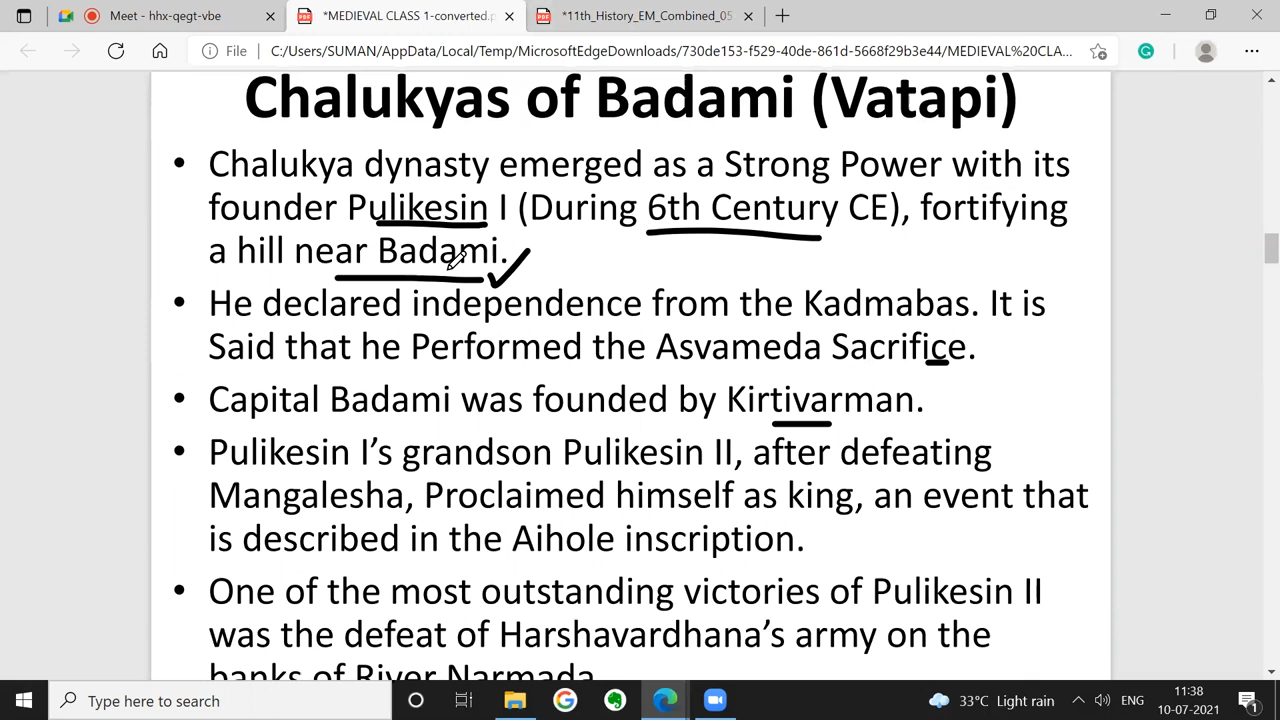 Meet - hhx-qegt-vbe
*MEDIEVAL CLASS 1-converted.p
*11th_History_EM_Combined_05
File
C:/Users/SUMAN/AppData/Local/Temp/MicrosoftEdgeDownloads/730de153-f529-40de-861d-5668f29b3e44/MEDIEVAL%20CLA...
Chalukyas of Badami (Vatapi)
• Chalukya dynasty emerged as a Strong Power with its
founder Pulikesin I (During 6th Century CE), fortifying
a hill near Badami.
• He declared independence from the Kadmabas. It is
Said that he Performed the Asvameda Sacrifice.
• Capital Badami was founded by Kirtivarman.
• Pulikesin I’s grandson Pulikesin II, after defeating
Mangalesha, Proclaimed himself as king, an event that
is described in the Aihole inscription.
• One of the most outstanding victories of Pulikesin II
was the defeat of Harshavardhana’s army on the
banks of River Narmada.
Type here to search
33°C Light rain
ENG
11:38
10-07-2021
1